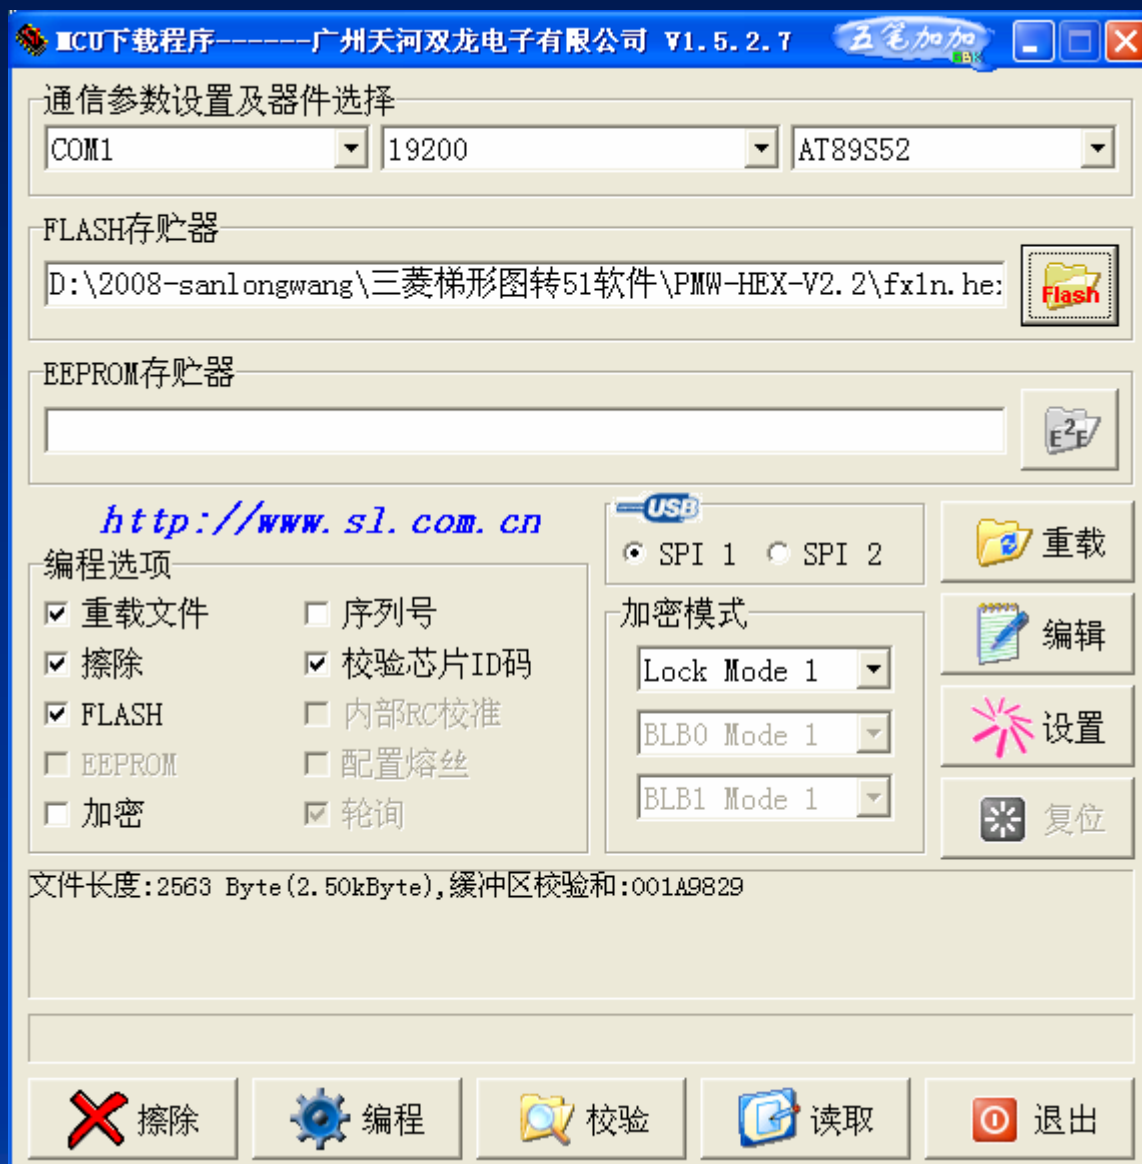 MCU下载程序------广州天河双龙电子有限公司 V1.5.2.7 五笔加加 GBK
通信参数设置及器件选择
COM1 19200 AT89S52
FLASH存贮器
D:\2008-sanlongwang\三菱梯形图转51软件\PMW-HEX-V2.2\fx1n.hex
Flash
EEPROM存贮器
E²E
http://www.sl.com.cn
USB
SPI 1 SPI 2
重载
编程选项
重载文件 序列号
擦除 校验芯片ID码
FLASH 内部RC校准
EEPROM 配置熔丝
加密 轮询
加密模式
Lock Mode 1
BLB0 Mode 1
BLB1 Mode 1
编辑
设置
复位
文件长度:2563 Byte(2.50kByte),缓冲区校验和:001A9829
擦除 编程 校验 读取 退出